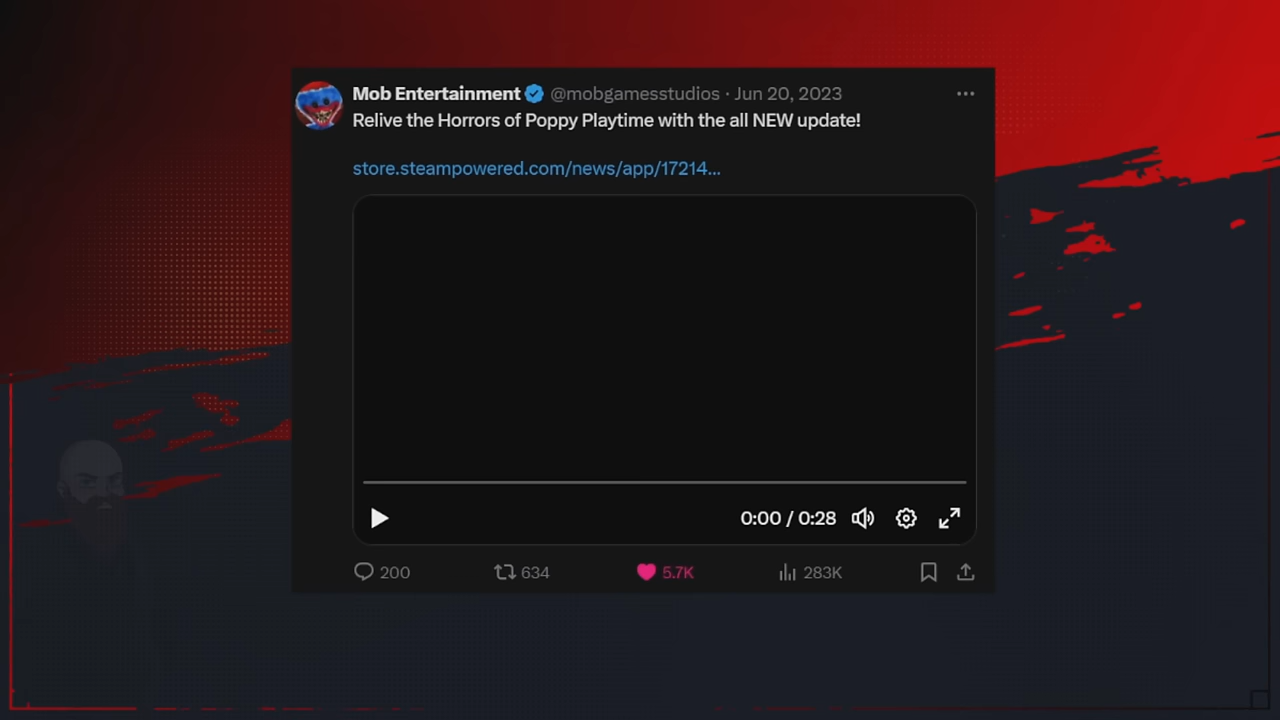 Mob Entertainment @mobgamesstudios · Jun 20, 2023
Relive the Horrors of Poppy Playtime with the all NEW update!
store.steampowered.com/news/app/17214...
0:00 / 0:28
200 634 5.7K 283K